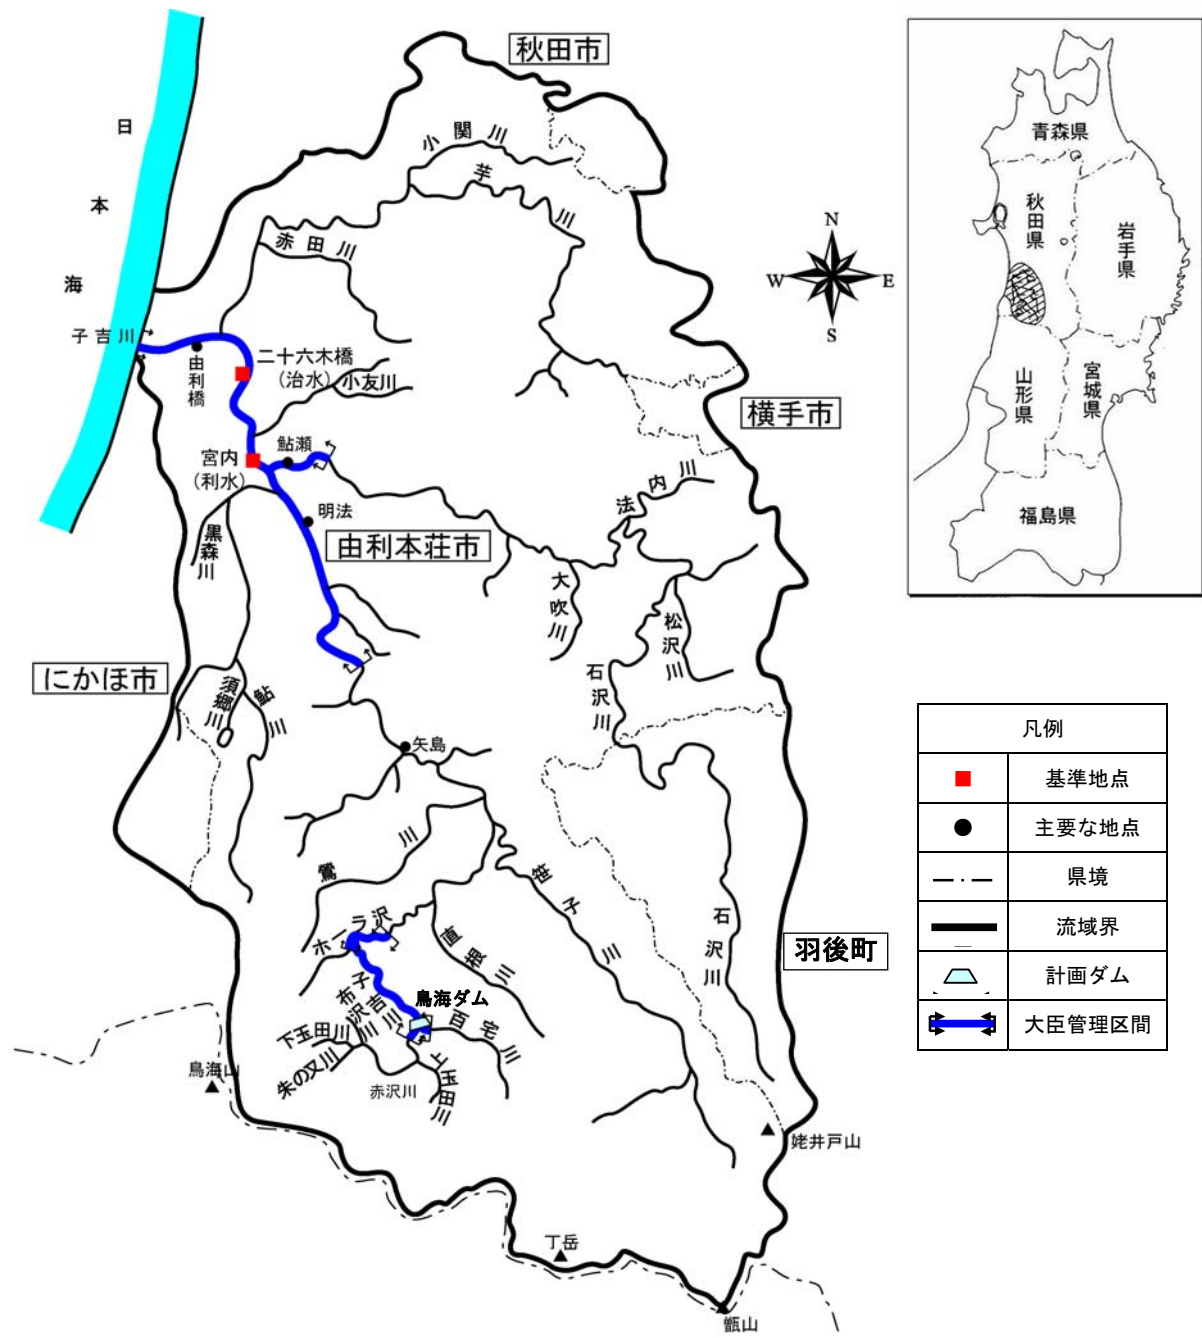 秋田市
日本海
小関川
芋川
赤田川
子吉川
由利橋
二十六木橋
（治水）
小友川
横手市
宮内
（利水）
鮎瀬
明法
由利本荘市
法内川
黒森川
大吹川
松沢川
石沢川
にかほ市
須郷川
鮎川
矢島
鶯川
笹子川
石沢川
ホーラ沢
直根川
羽後町
布沢川
子吉川
鳥海ダム
百宅川
下玉田川
朱の又川
赤沢川
上玉田川
鳥海山
姥井戸山
丁岳
甑山
N
W
E
S
青森県
秋田県
岩手県
山形県
宮城県
福島県
凡例
基準地点
主要な地点
県境
流域界
計画ダム
大臣管理区間